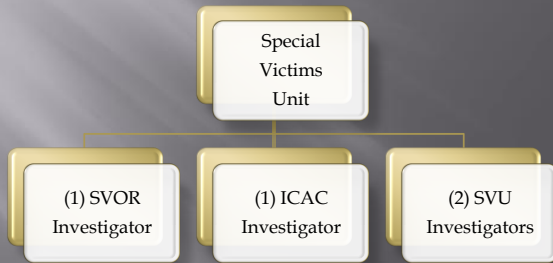 Special
Victims
Unit
(1) SVOR
Investigator
(1) ICAC
Investigator
(2) SVU
Investigators